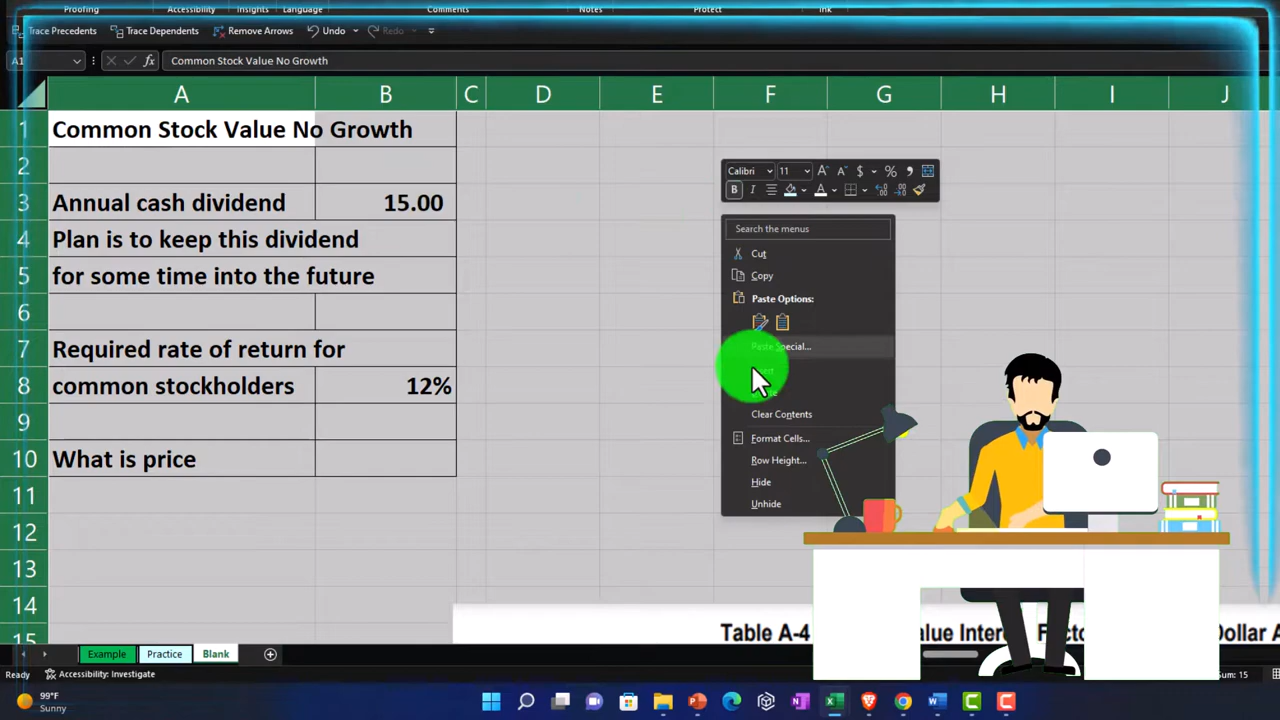 Proofing Accessibility Insights Language Comments Notes Protect Ink
Trace Precedents Trace Dependents Remove Arrows Undo Redo
A1 fx Common Stock Value No Growth
A B C D E F G H I J
1 Common Stock Value No Growth
2
3 Annual cash dividend 15.00
4 Plan is to keep this dividend
5 for some time into the future
6
7 Required rate of return for
8 common stockholders 12%
9
10 What is price
11
12
13
14
15
Calibri 11 A A $ % ,
B I A
Search the menus
Cut
Copy
Paste Options:
Paste Special...
Clear Contents
Format Cells...
Row Height...
Hide
Unhide
Table A-4 Value Dollar
Example Practice Blank
Ready Accessibility: Investigate Sum: 15
99°F
Sunny